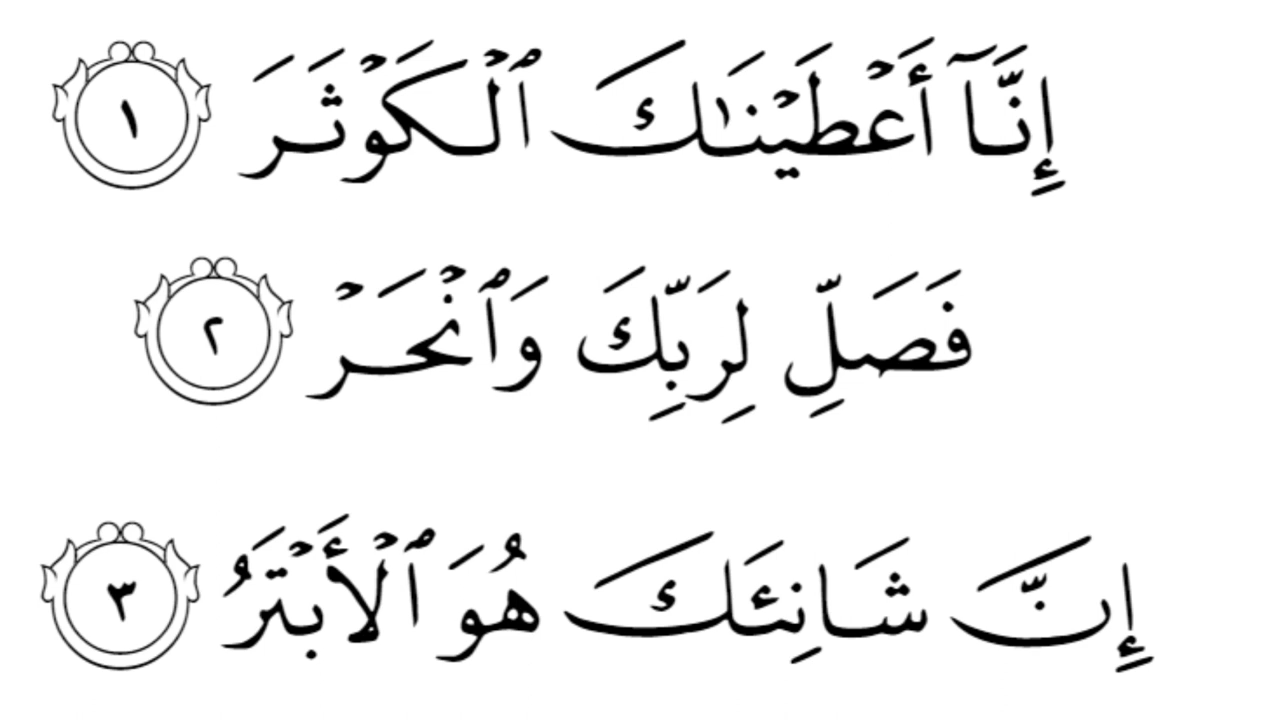 إِنَّآ أَعۡطَيۡنَٰكَ ٱلۡكَوۡثَرَ ١
فَصَلِّ لِرَبِّكَ وَٱنۡحَرۡ ٢
إِنَّ شَانِئَكَ هُوَ ٱلۡأَبۡتَرُ ٣